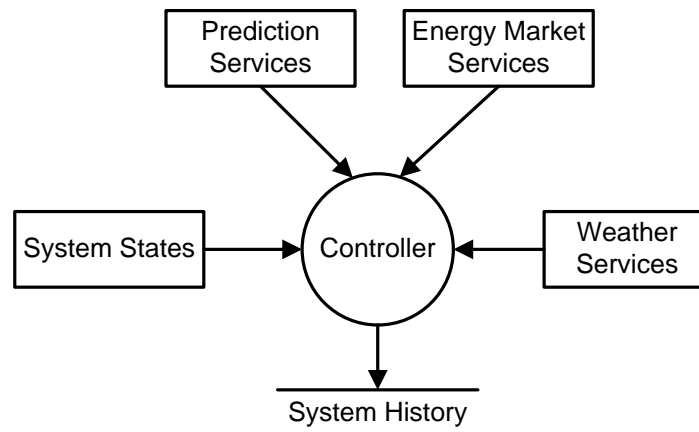 Prediction
Services
Energy Market
Services
System States
Controller
Weather
Services
System History